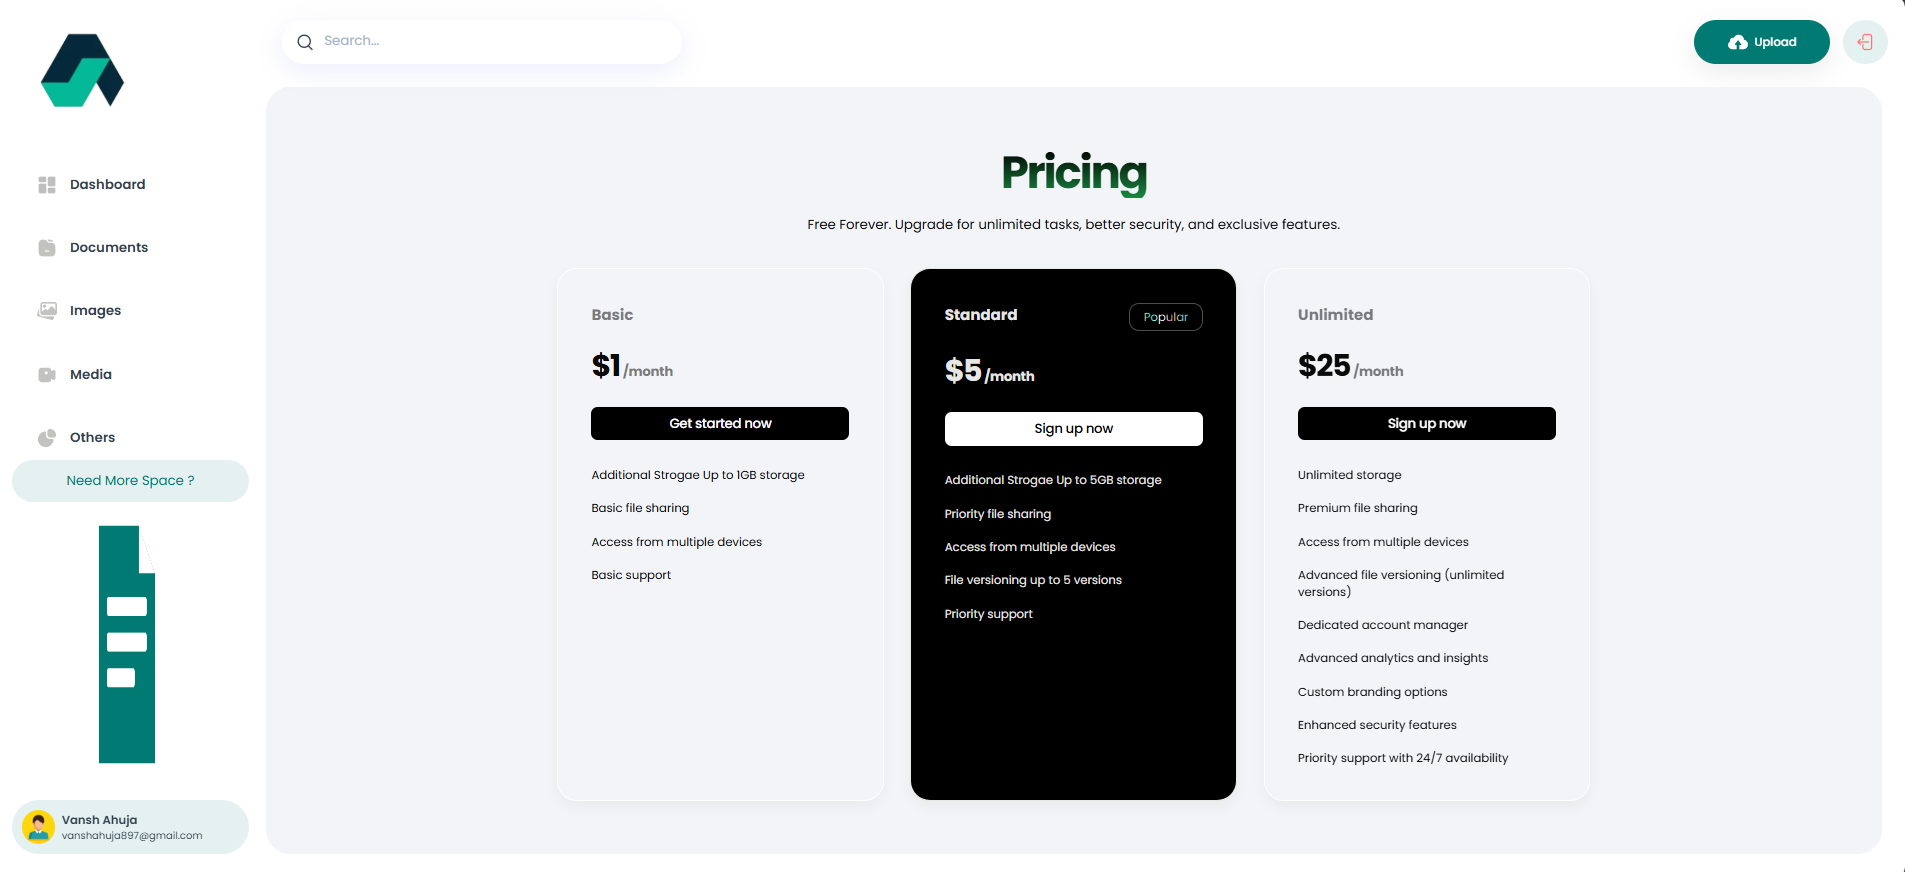 Search...
Upload
Dashboard
Documents
Images
Media
Others
Need More Space ?
Vansh Ahuja
vanshahuja897@gmail.com
Pricing
Free Forever. Upgrade for unlimited tasks, better security, and exclusive features.
Basic
$1 /month
Get started now
Additional Strogae Up to 1GB storage
Basic file sharing
Access from multiple devices
Basic support
Standard
Popular
$5 /month
Sign up now
Additional Strogae Up to 5GB storage
Priority file sharing
Access from multiple devices
File versioning up to 5 versions
Priority support
Unlimited
$25 /month
Sign up now
Unlimited storage
Premium file sharing
Access from multiple devices
Advanced file versioning (unlimited
versions)
Dedicated account manager
Advanced analytics and insights
Custom branding options
Enhanced security features
Priority support with 24/7 availability